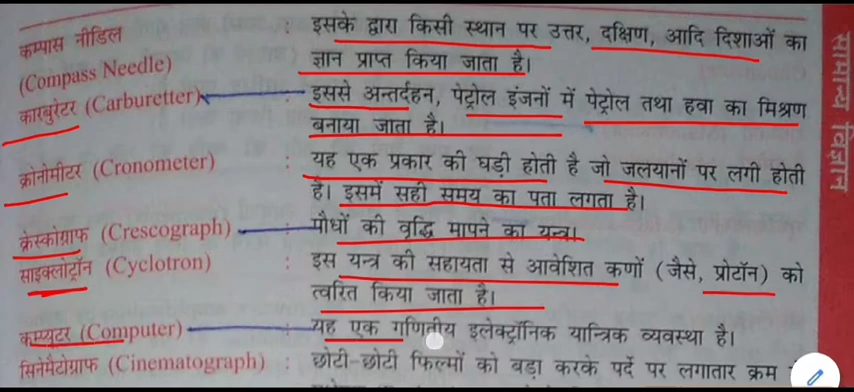 कम्पास नीडिल : इसके द्वारा किसी स्थान पर उत्तर, दक्षिण, आदि दिशाओं का
(Compass Needle) ज्ञान प्राप्त किया जाता है।
कारबुरेटर (Carburetter) : इससे अन्तर्दहन, पेट्रोल इंजनों में पेट्रोल तथा हवा का मिश्रण
बनाया जाता है।
क्रोनोमीटर (Cronometer) : यह एक प्रकार की घड़ी होती है जो जलयानों पर लगी होती
है। इसमें सही समय का पता लगता है।
क्रेस्कोग्राफ (Crescograph) : पौधों की वृद्धि मापने का यन्त्र।
साइक्लोट्रॉन (Cyclotron) : इस यन्त्र की सहायता से आवेशित कणों (जैसे, प्रोटॉन) को
त्वरित किया जाता है।
कम्प्यूटर (Computer) : यह एक गणितीय इलेक्ट्रॉनिक यान्त्रिक व्यवस्था है।
सिनेमैटोग्राफ (Cinematograph) : छोटी-छोटी फिल्मों को बड़ा करके पर्दे पर लगातार क्रम
सामान्य विज्ञान